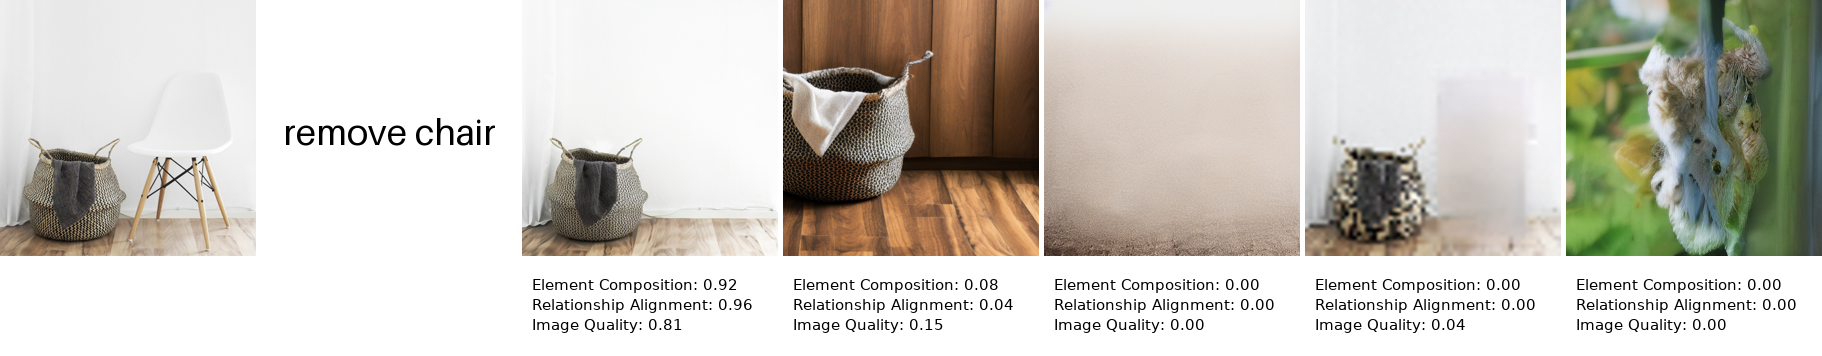 remove chair
Element Composition: 0.92
Relationship Alignment: 0.96
Image Quality: 0.81
Element Composition: 0.08
Relationship Alignment: 0.04
Image Quality: 0.15
Element Composition: 0.00
Relationship Alignment: 0.00
Image Quality: 0.00
Element Composition: 0.00
Relationship Alignment: 0.00
Image Quality: 0.04
Element Composition: 0.00
Relationship Alignment: 0.00
Image Quality: 0.00